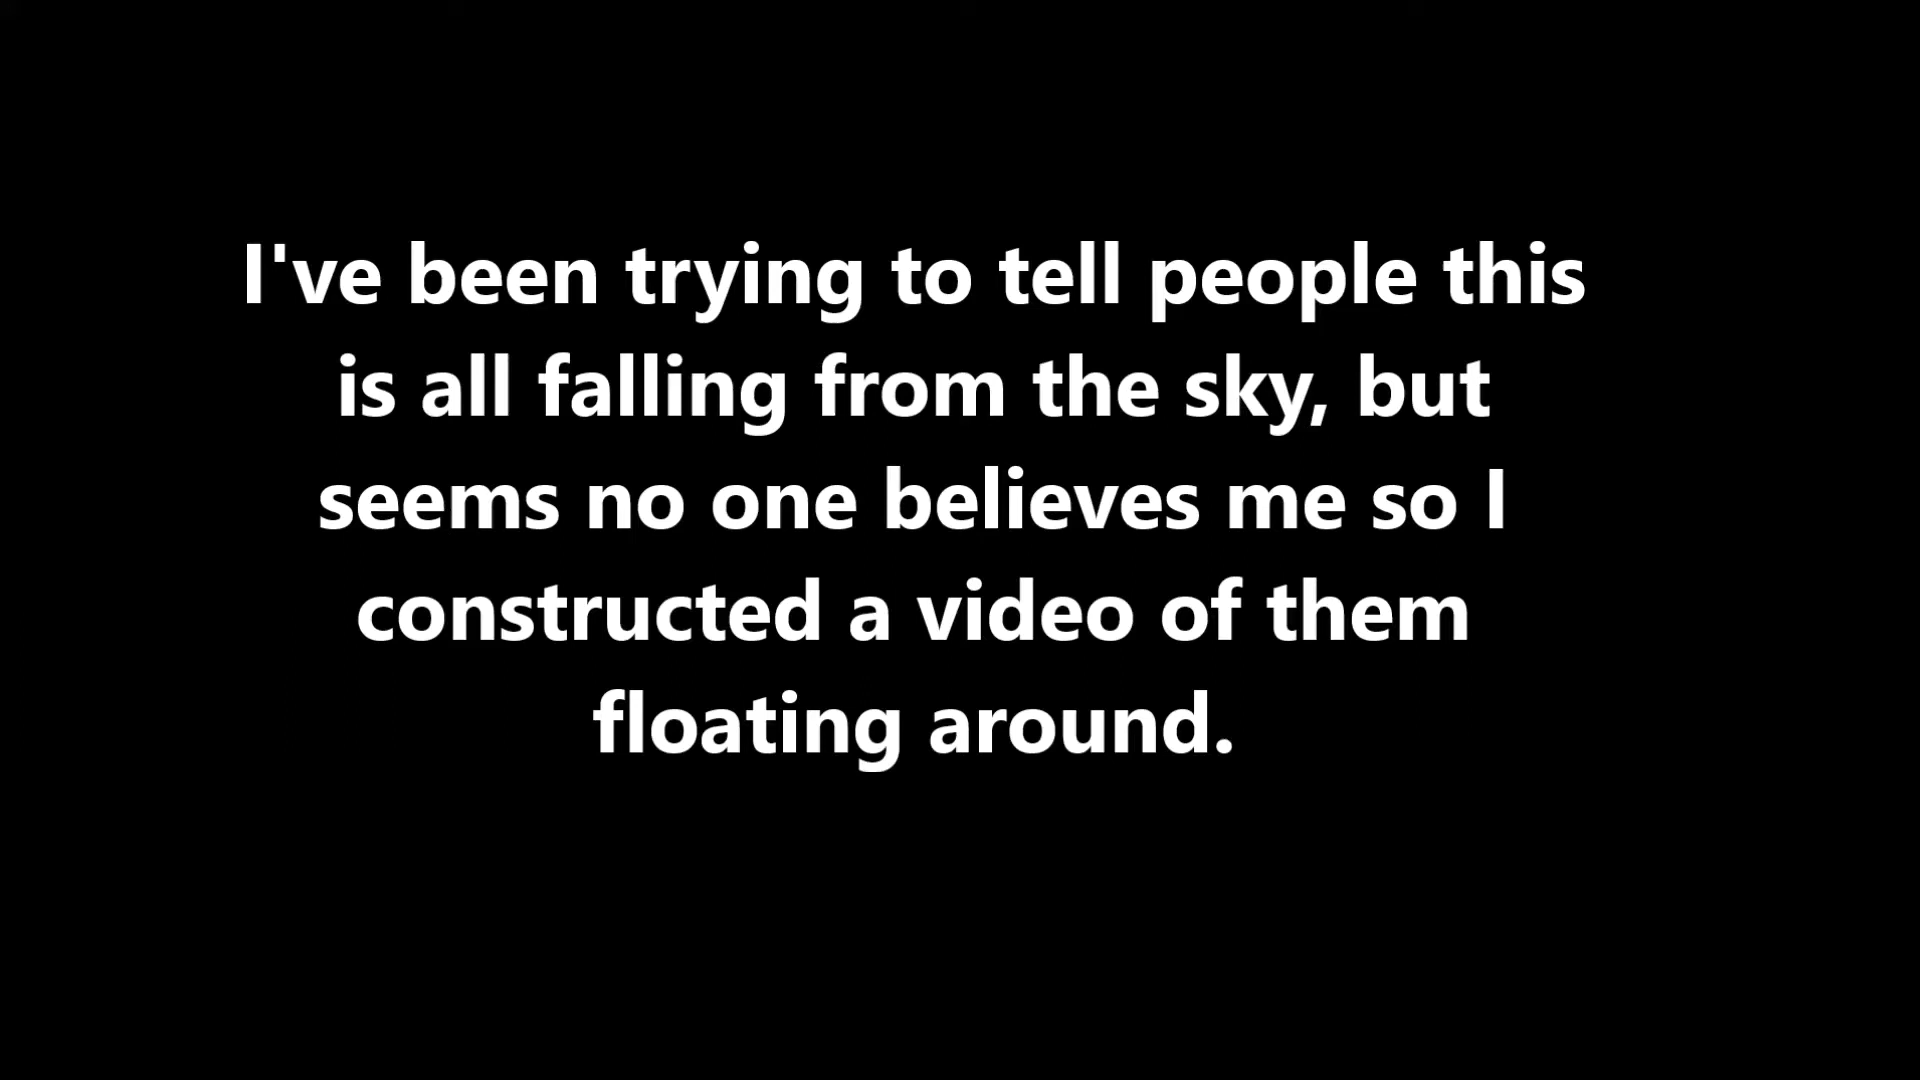 I've been trying to tell people this
is all falling from the sky, but
seems no one believes me so I
constructed a video of them
floating around.